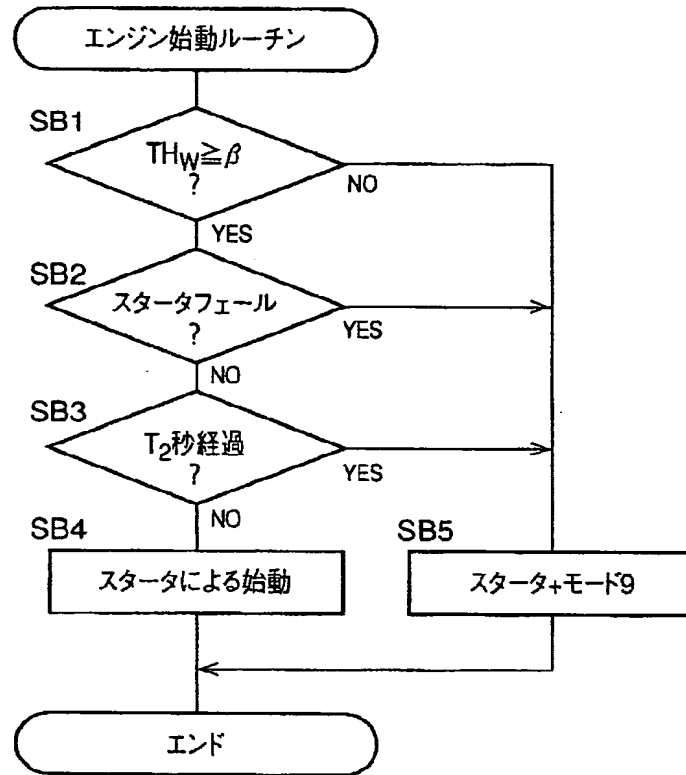 エンジン始動ルーチン
SB1
THW≧β
?
NO
YES
SB2
スタータフェール
?
YES
NO
SB3
T2秒経過
?
YES
NO
SB4
スタータによる始動
SB5
スタータ+モード9
エンド